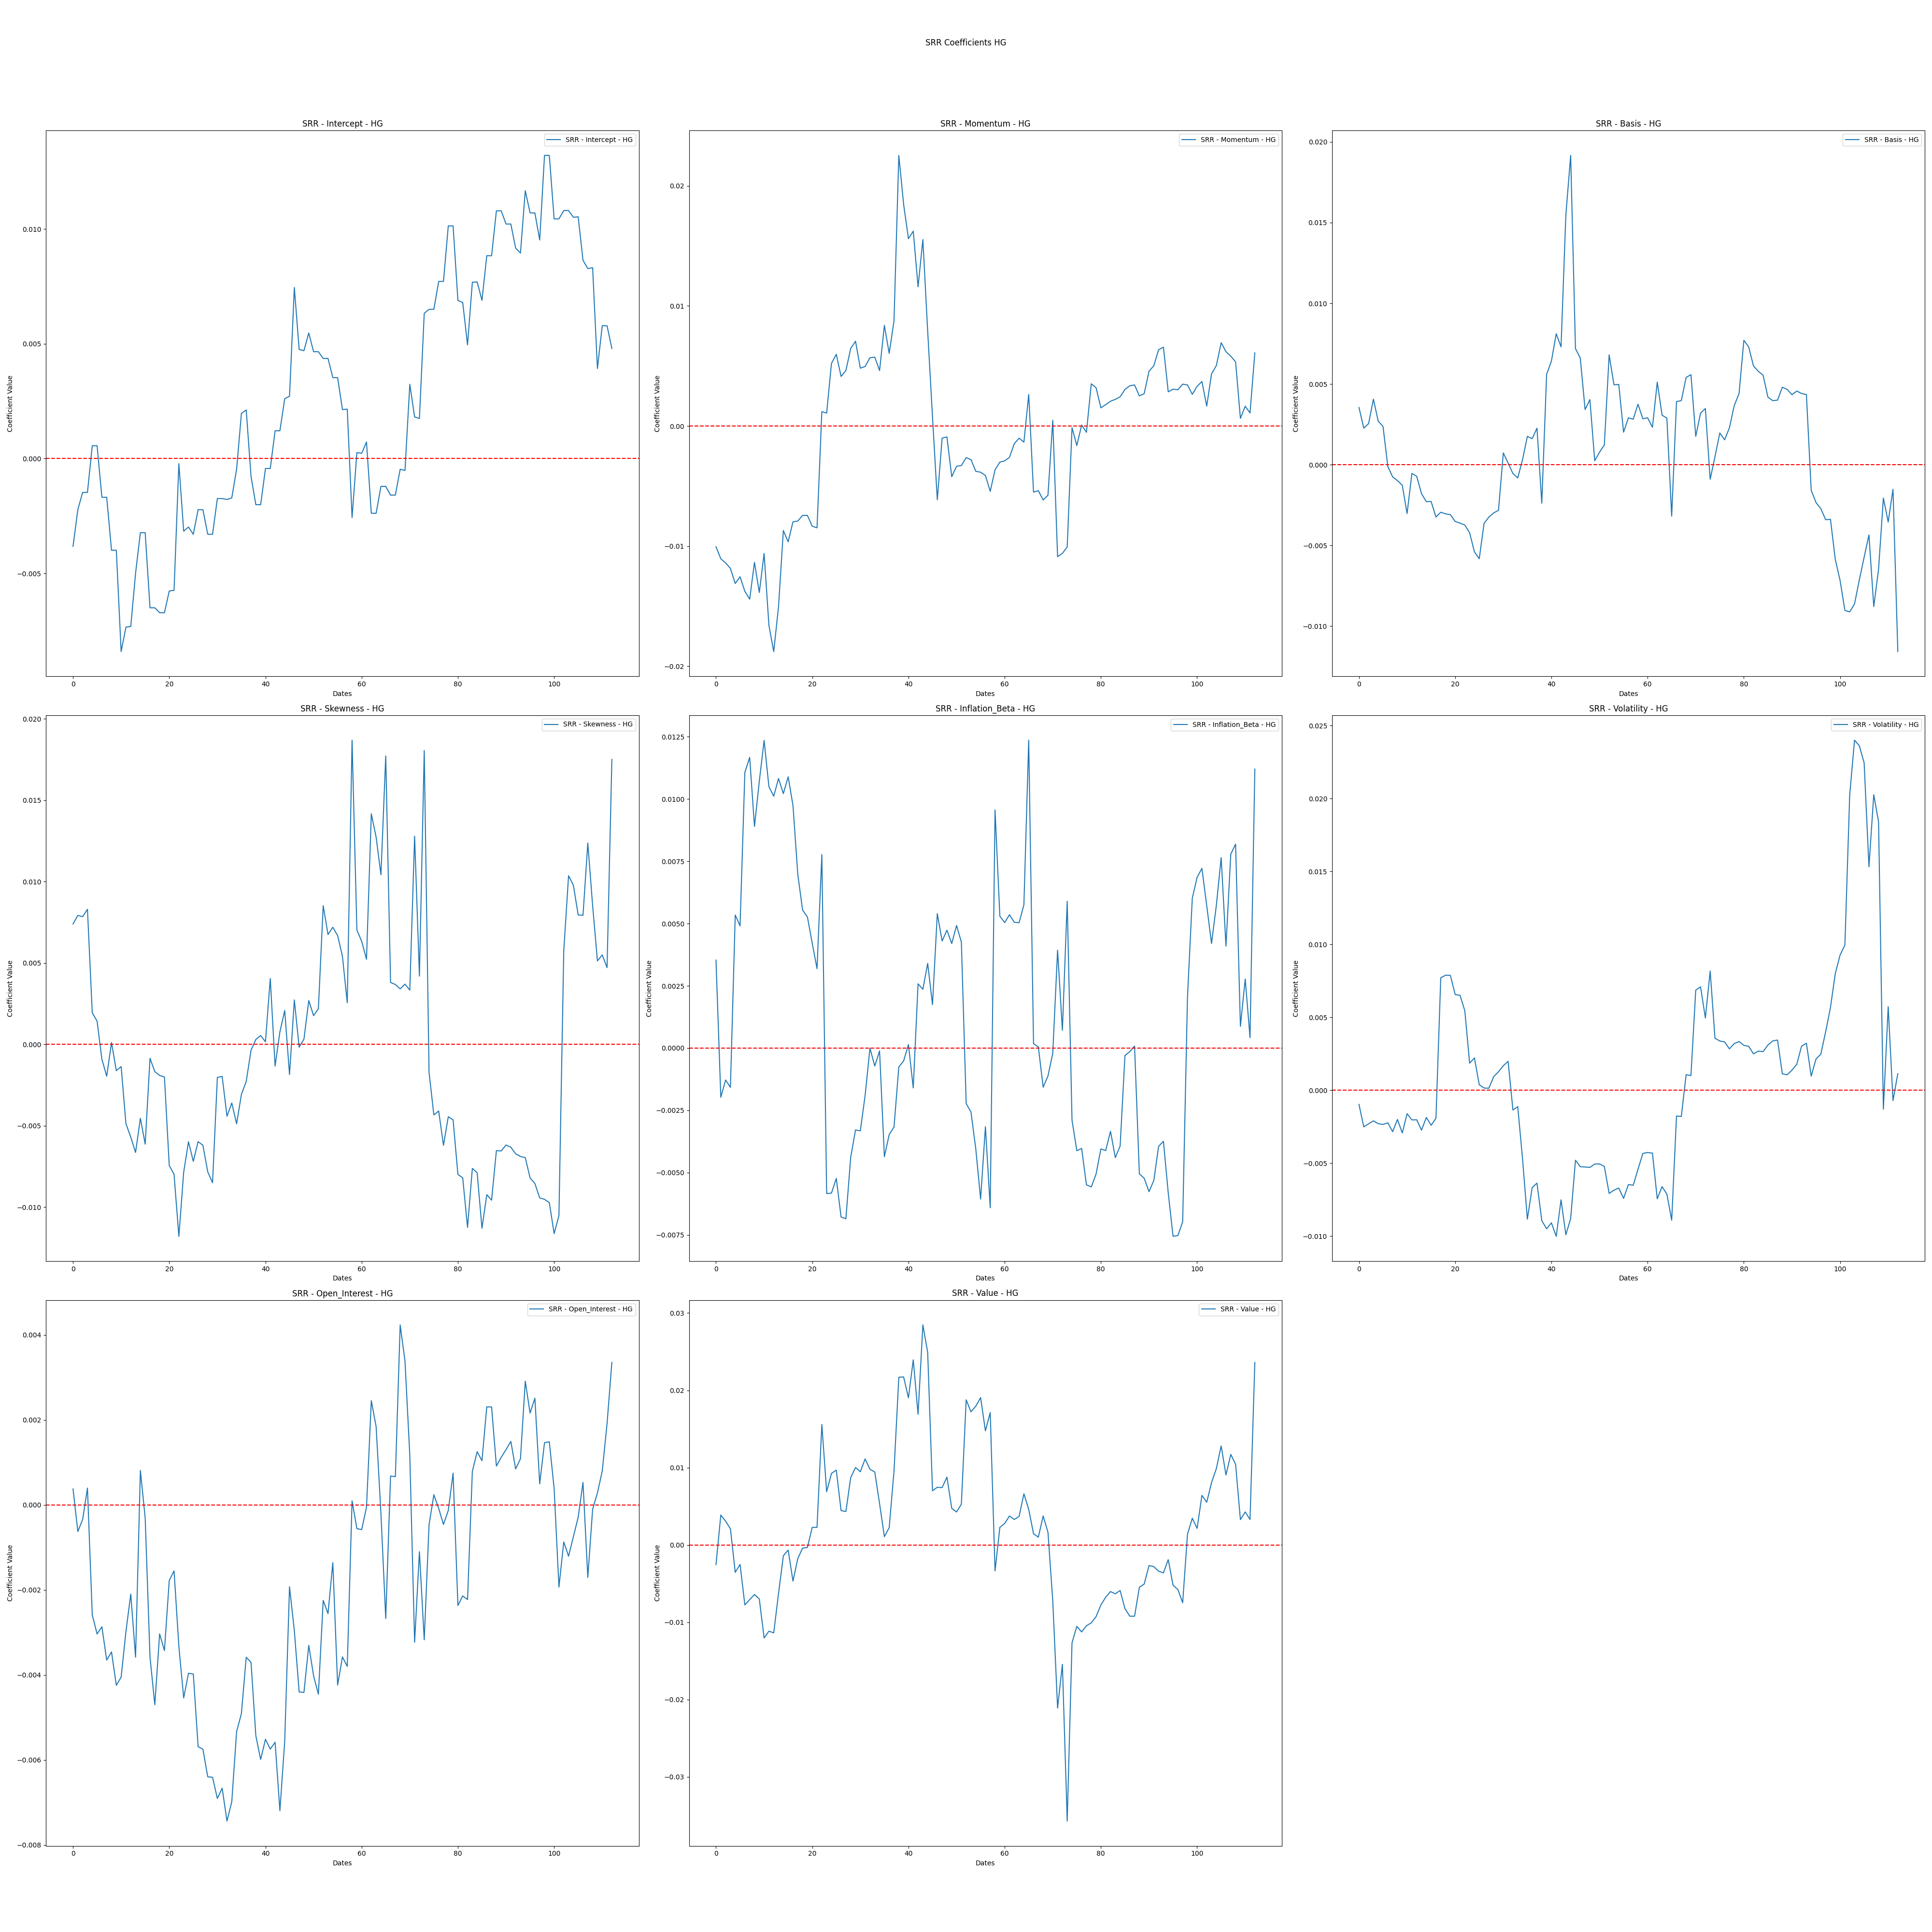 SRR Coefficients HG
SRR - Intercept - HG
SRR - Intercept - HG
Coefficient Value
0.010
0.005
0.000
−0.005
0 20 40 60 80 100
Dates
SRR - Momentum - HG
SRR - Momentum - HG
Coefficient Value
0.02
0.01
0.00
−0.01
−0.02
0 20 40 60 80 100
Dates
SRR - Basis - HG
SRR - Basis - HG
Coefficient Value
0.020
0.015
0.010
0.005
0.000
−0.005
−0.010
0 20 40 60 80 100
Dates
SRR - Skewness - HG
SRR - Skewness - HG
Coefficient Value
0.020
0.015
0.010
0.005
0.000
−0.005
−0.010
0 20 40 60 80 100
Dates
SRR - Inflation_Beta - HG
SRR - Inflation_Beta - HG
Coefficient Value
0.0125
0.0100
0.0075
0.0050
0.0025
0.0000
−0.0025
−0.0050
−0.0075
0 20 40 60 80 100
Dates
SRR - Volatility - HG
SRR - Volatility - HG
Coefficient Value
0.025
0.020
0.015
0.010
0.005
0.000
−0.005
−0.010
0 20 40 60 80 100
Dates
SRR - Open_Interest - HG
SRR - Open_Interest - HG
Coefficient Value
0.004
0.002
0.000
−0.002
−0.004
−0.006
−0.008
0 20 40 60 80 100
Dates
SRR - Value - HG
SRR - Value - HG
Coefficient Value
0.03
0.02
0.01
0.00
−0.01
−0.02
−0.03
0 20 40 60 80 100
Dates